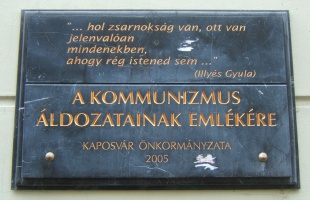 "... hol zsarnokság van, ott van
jelenvalóan
mindenekben,
ahogy rég istened sem ..."
(Illyés Gyula)
A KOMMUNIZMUS
ÁLDOZATAINAK EMLÉKÉRE
KAPOSVÁR ÖNKORMÁNYZATA
2005